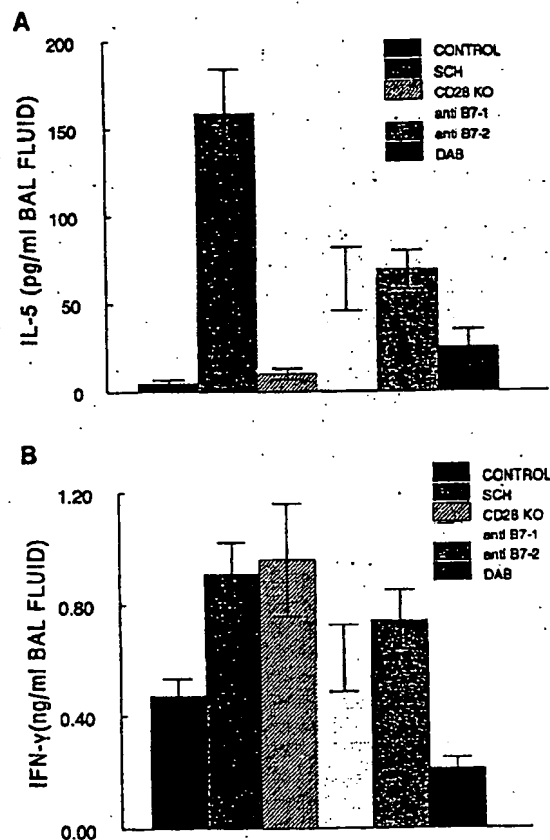 A
200
150
100
50
0
IL-5 (pg/ml BAL FLUID)
CONTROL
SCH
CD28 KO
anti B7-1
anti B7-2
DAB
B
1.20
0.80
0.40
0.00
IFN-γ(ng/ml BAL FLUID)
CONTROL
SCH
CD28 KO
anti B7-1
anti B7-2
DAB